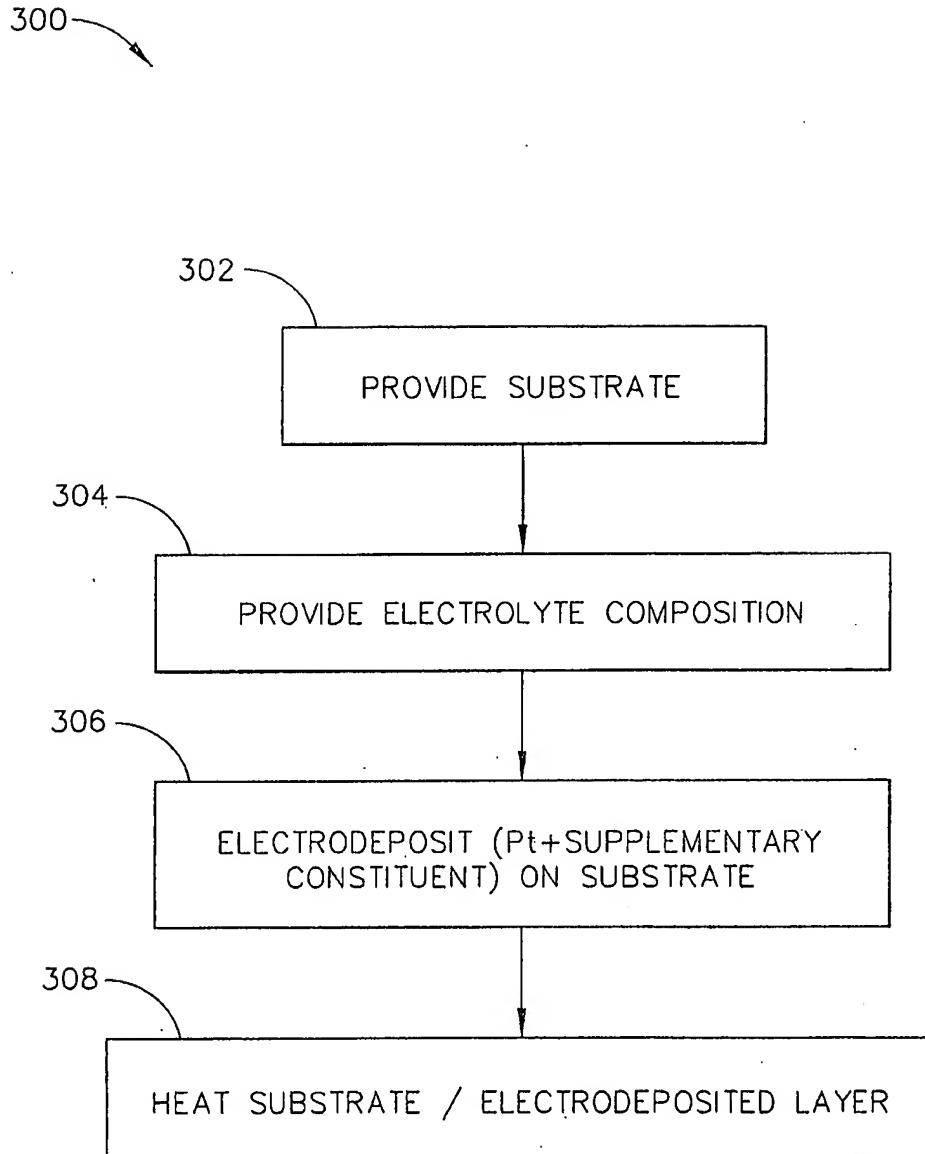 300
302
PROVIDE SUBSTRATE
304
PROVIDE ELECTROLYTE COMPOSITION
306
ELECTRODEPOSIT (Pt+SUPPLEMENTARY
CONSTITUENT) ON SUBSTRATE
308
HEAT SUBSTRATE / ELECTRODEPOSITED LAYER